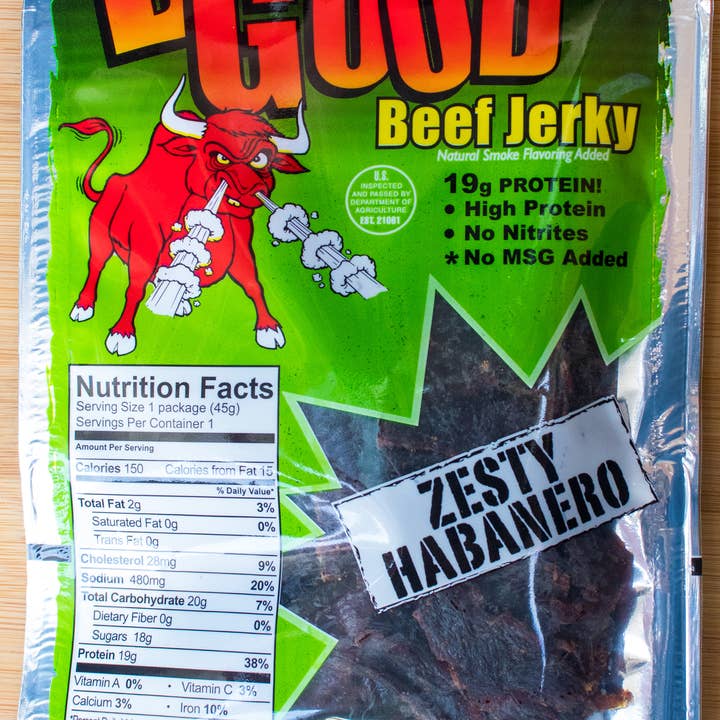 GOOD
Beef Jerky
Natural Smoke Flavoring Added
U.S.
INSPECTED
AND PASSED BY
DEPARTMENT OF
AGRICULTURE
EST. 21061
19g PROTEIN!
• High Protein
• No Nitrites
* No MSG Added
ZESTY
HABANERO
Nutrition Facts
Serving Size 1 package (45g)
Servings Per Container 1
Amount Per Serving
Calories 150 Calories from Fat 15
% Daily Value*
Total Fat 2g 3%
Saturated Fat 0g 0%
Trans Fat 0g
Cholesterol 28mg 9%
Sodium 480mg 20%
Total Carbohydrate 20g 7%
Dietary Fiber 0g 0%
Sugars 18g
Protein 19g 38%
Vitamin A 0% • Vitamin C 3%
Calcium 3% • Iron 10%